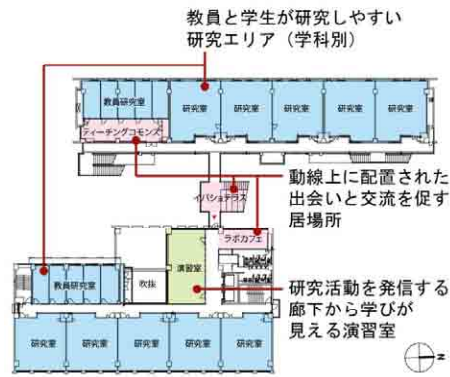 教員と学生が研究しやすい
研究エリア（学科別）
教員研究室
研究室
研究室
研究室
研究室
研究室
ティーチングコモンズ
動線上に配置された
出会いと交流を促す
居場所
イバショテラス
ラボカフェ
演習室
吹抜
教員研究室
研究活動を発信する
廊下から学びが
見える演習室
研究室
研究室
研究室
研究室
研究室
N